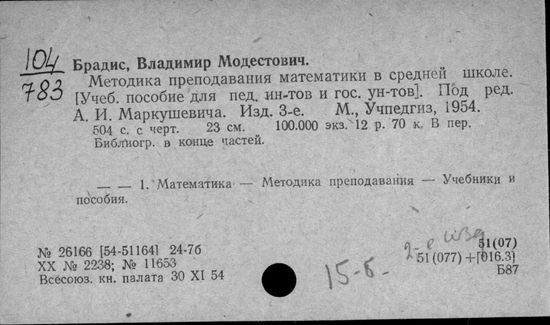 104
783
Брадис, Владимир Модестович.
Методика преподавания математики в средней школе.
[Учеб. пособие для пед. ин-тов и гос. ун-тов]. Под ред.
А. И. Маркушевича. Изд. 3-е. М., Учпедгиз, 1954.
504 с. с черт. 23 см. 100.000 экз. 12 р. 70 к. В пер.
Библиогр. в конце частей.
— — 1. Математика — Методика преподавания — Учебники и
пособия.
№ 26166 [54-51164] 24-7б
XX № 2238; № 11653
Всесоюз. кн. палата 30 XI 54
15-б.
2-е изд
51(07)
51(077)+[016.3]
Б87